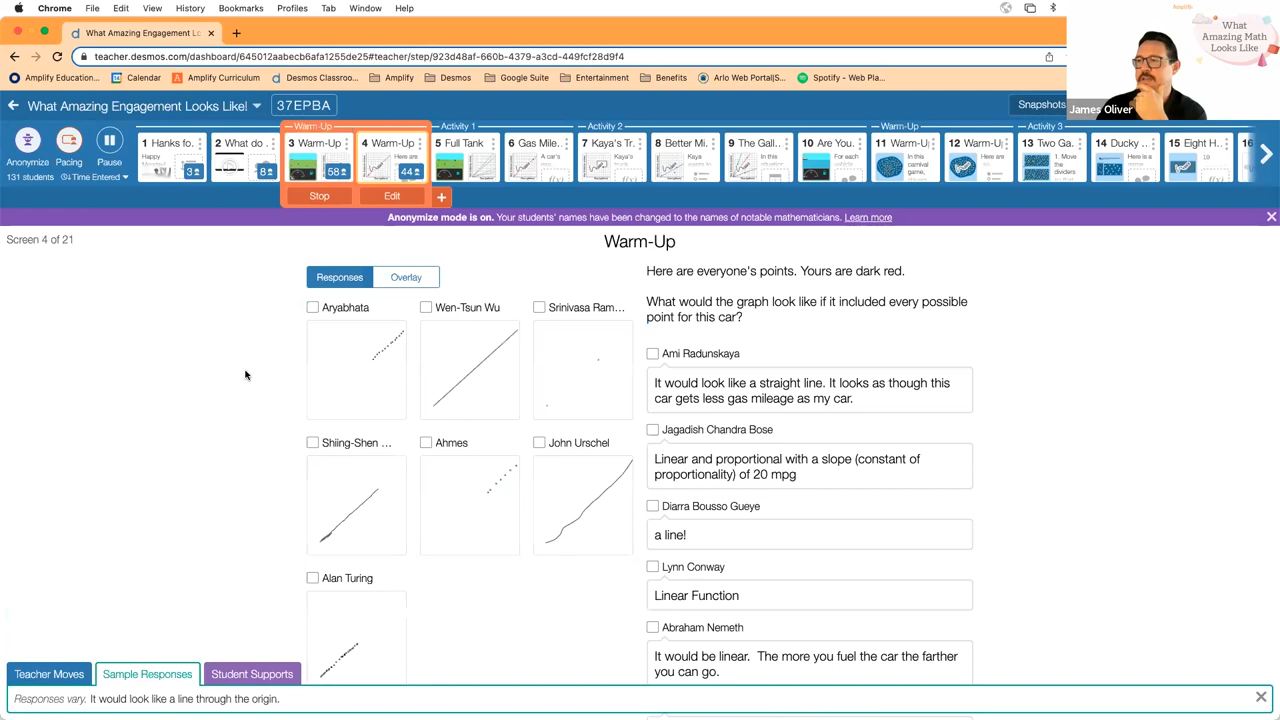 Chrome File Edit View History Bookmarks Profiles Tab Window Help
What Amazing Engagement Lo
teacher.desmos.com/dashboard/645012aabecb6afa1255de25#teacher/step/923d48af-660b-4379-a3cd-449fcf28d9f4
Amplify Education... Calendar Amplify Curriculum Desmos Classroo... Amplify Desmos Google Suite Entertainment Benefits Arlo Web Portal|S... Spotify - Web Pla...
What
Amazing Math
Looks Like
James Oliver
What Amazing Engagement Looks Like! 37EPBA Snapshots
Warm-Up Activity 1 Activity 2 Warm-Up Activity 3
1 Hanks fo. 2 What do . 3 Warm-Up 4 Warm-Up 5 Full Tank 6 Gas Mile.. 7 Kaya's Tr. 8 Better Mi. 9 The Gall. 10 Are You. 11 Warm-Up 12 Warm-Up 13 Two Ga. 14 Ducky .. 15 Eight H.. 16
Anonymize Pacing Pause
131 students Time Entered
3 8 58 44
Stop Edit
Anonymize mode is on. Your students' names have been changed to the names of notable mathematicians. Learn more
Screen 4 of 21
Warm-Up
Responses Overlay
Here are everyone's points. Yours are dark red.
What would the graph look like if it included every possible
point for this car?
Aryabhata Wen-Tsun Wu Srinivasa Ram...
Shiing-Shen ... Ahmes John Urschel
Alan Turing
Ami Radunskaya
It would look like a straight line. It looks as though this
car gets less gas mileage as my car.
Jagadish Chandra Bose
Linear and proportional with a slope (constant of
proportionality) of 20 mpg
Diarra Bousso Gueye
a line!
Lynn Conway
Linear Function
Abraham Nemeth
It would be linear. The more you fuel the car the farther
you can go.
Teacher Moves Sample Responses Student Supports
Responses vary. It would look like a line through the origin.